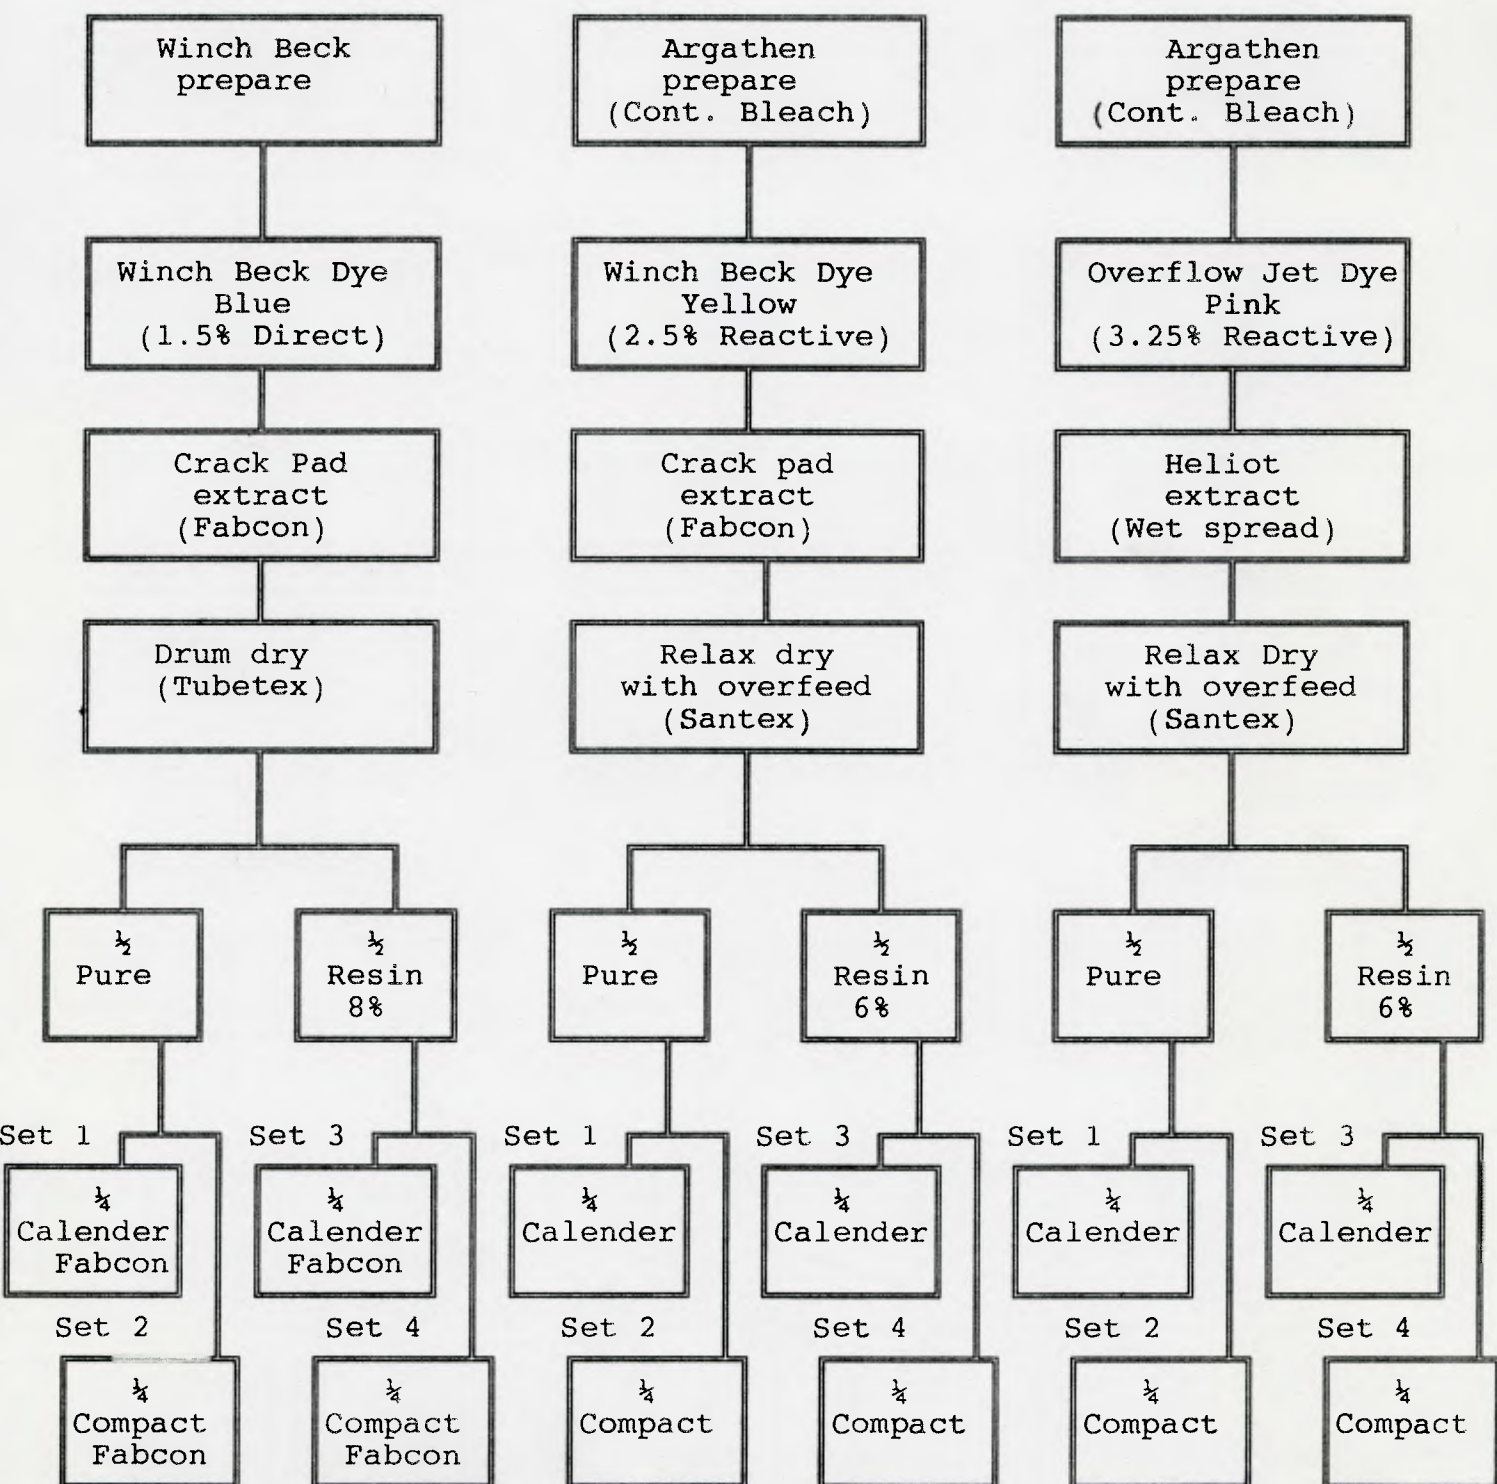 Winch Beck
prepare
Argathen
prepare
(Cont. Bleach)
Argathen
prepare
(Cont. Bleach)
Winch Beck Dye
Blue
(1.5% Direct)
Winch Beck Dye
Yellow
(2.5% Reactive)
Overflow Jet Dye
Pink
(3.25% Reactive)
Crack Pad
extract
(Fabcon)
Crack pad
extract
(Fabcon)
Heliot
extract
(Wet spread)
Drum dry
(Tubetex)
Relax dry
with overfeed
(Santex)
Relax Dry
with overfeed
(Santex)
½
Pure
½
Resin
8%
½
Pure
½
Resin
6%
½
Pure
½
Resin
6%
Set 1
¼
Calender
Fabcon
Set 3
¼
Calender
Fabcon
Set 1
¼
Calender
Set 3
¼
Calender
Set 1
¼
Calender
Set 3
¼
Calender
Set 2
¼
Compact
Fabcon
Set 4
¼
Compact
Fabcon
Set 2
¼
Compact
Set 4
¼
Compact
Set 2
¼
Compact
Set 4
¼
Compact